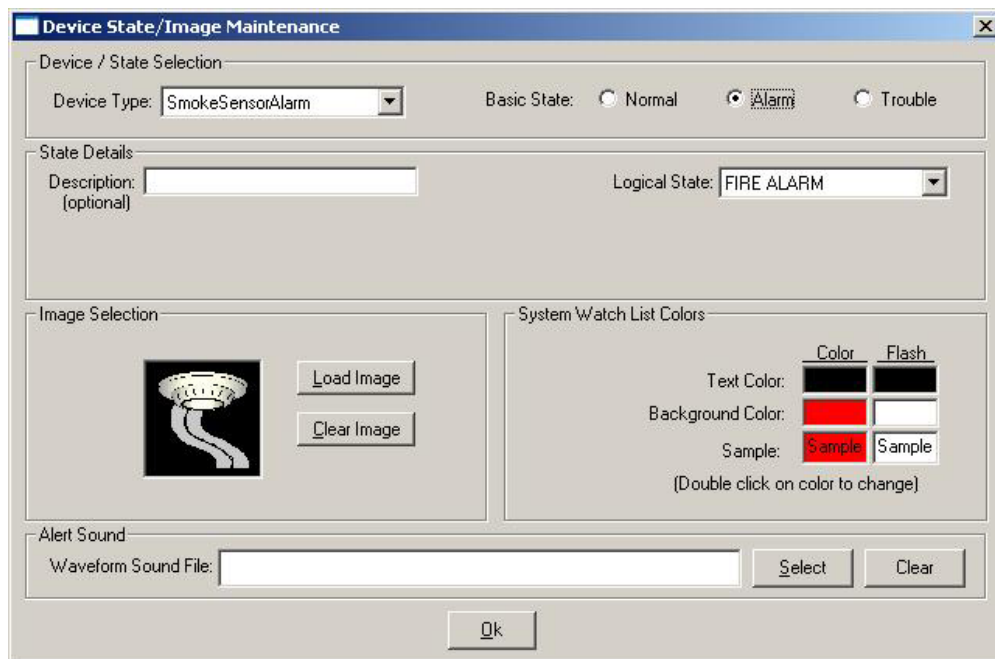 Device State/Image Maintenance
Device / State Selection
Device Type: SmokeSensorAlarm Basic State: Normal Alarm Trouble
State Details
Description: Logical State: FIRE ALARM
(optional)
Image Selection
Load Image
Clear Image
System Watch List Colors
Color Flash
Text Color:
Background Color:
Sample: Sample Sample
(Double click on color to change)
Alert Sound
Waveform Sound File: Select Clear
Ok